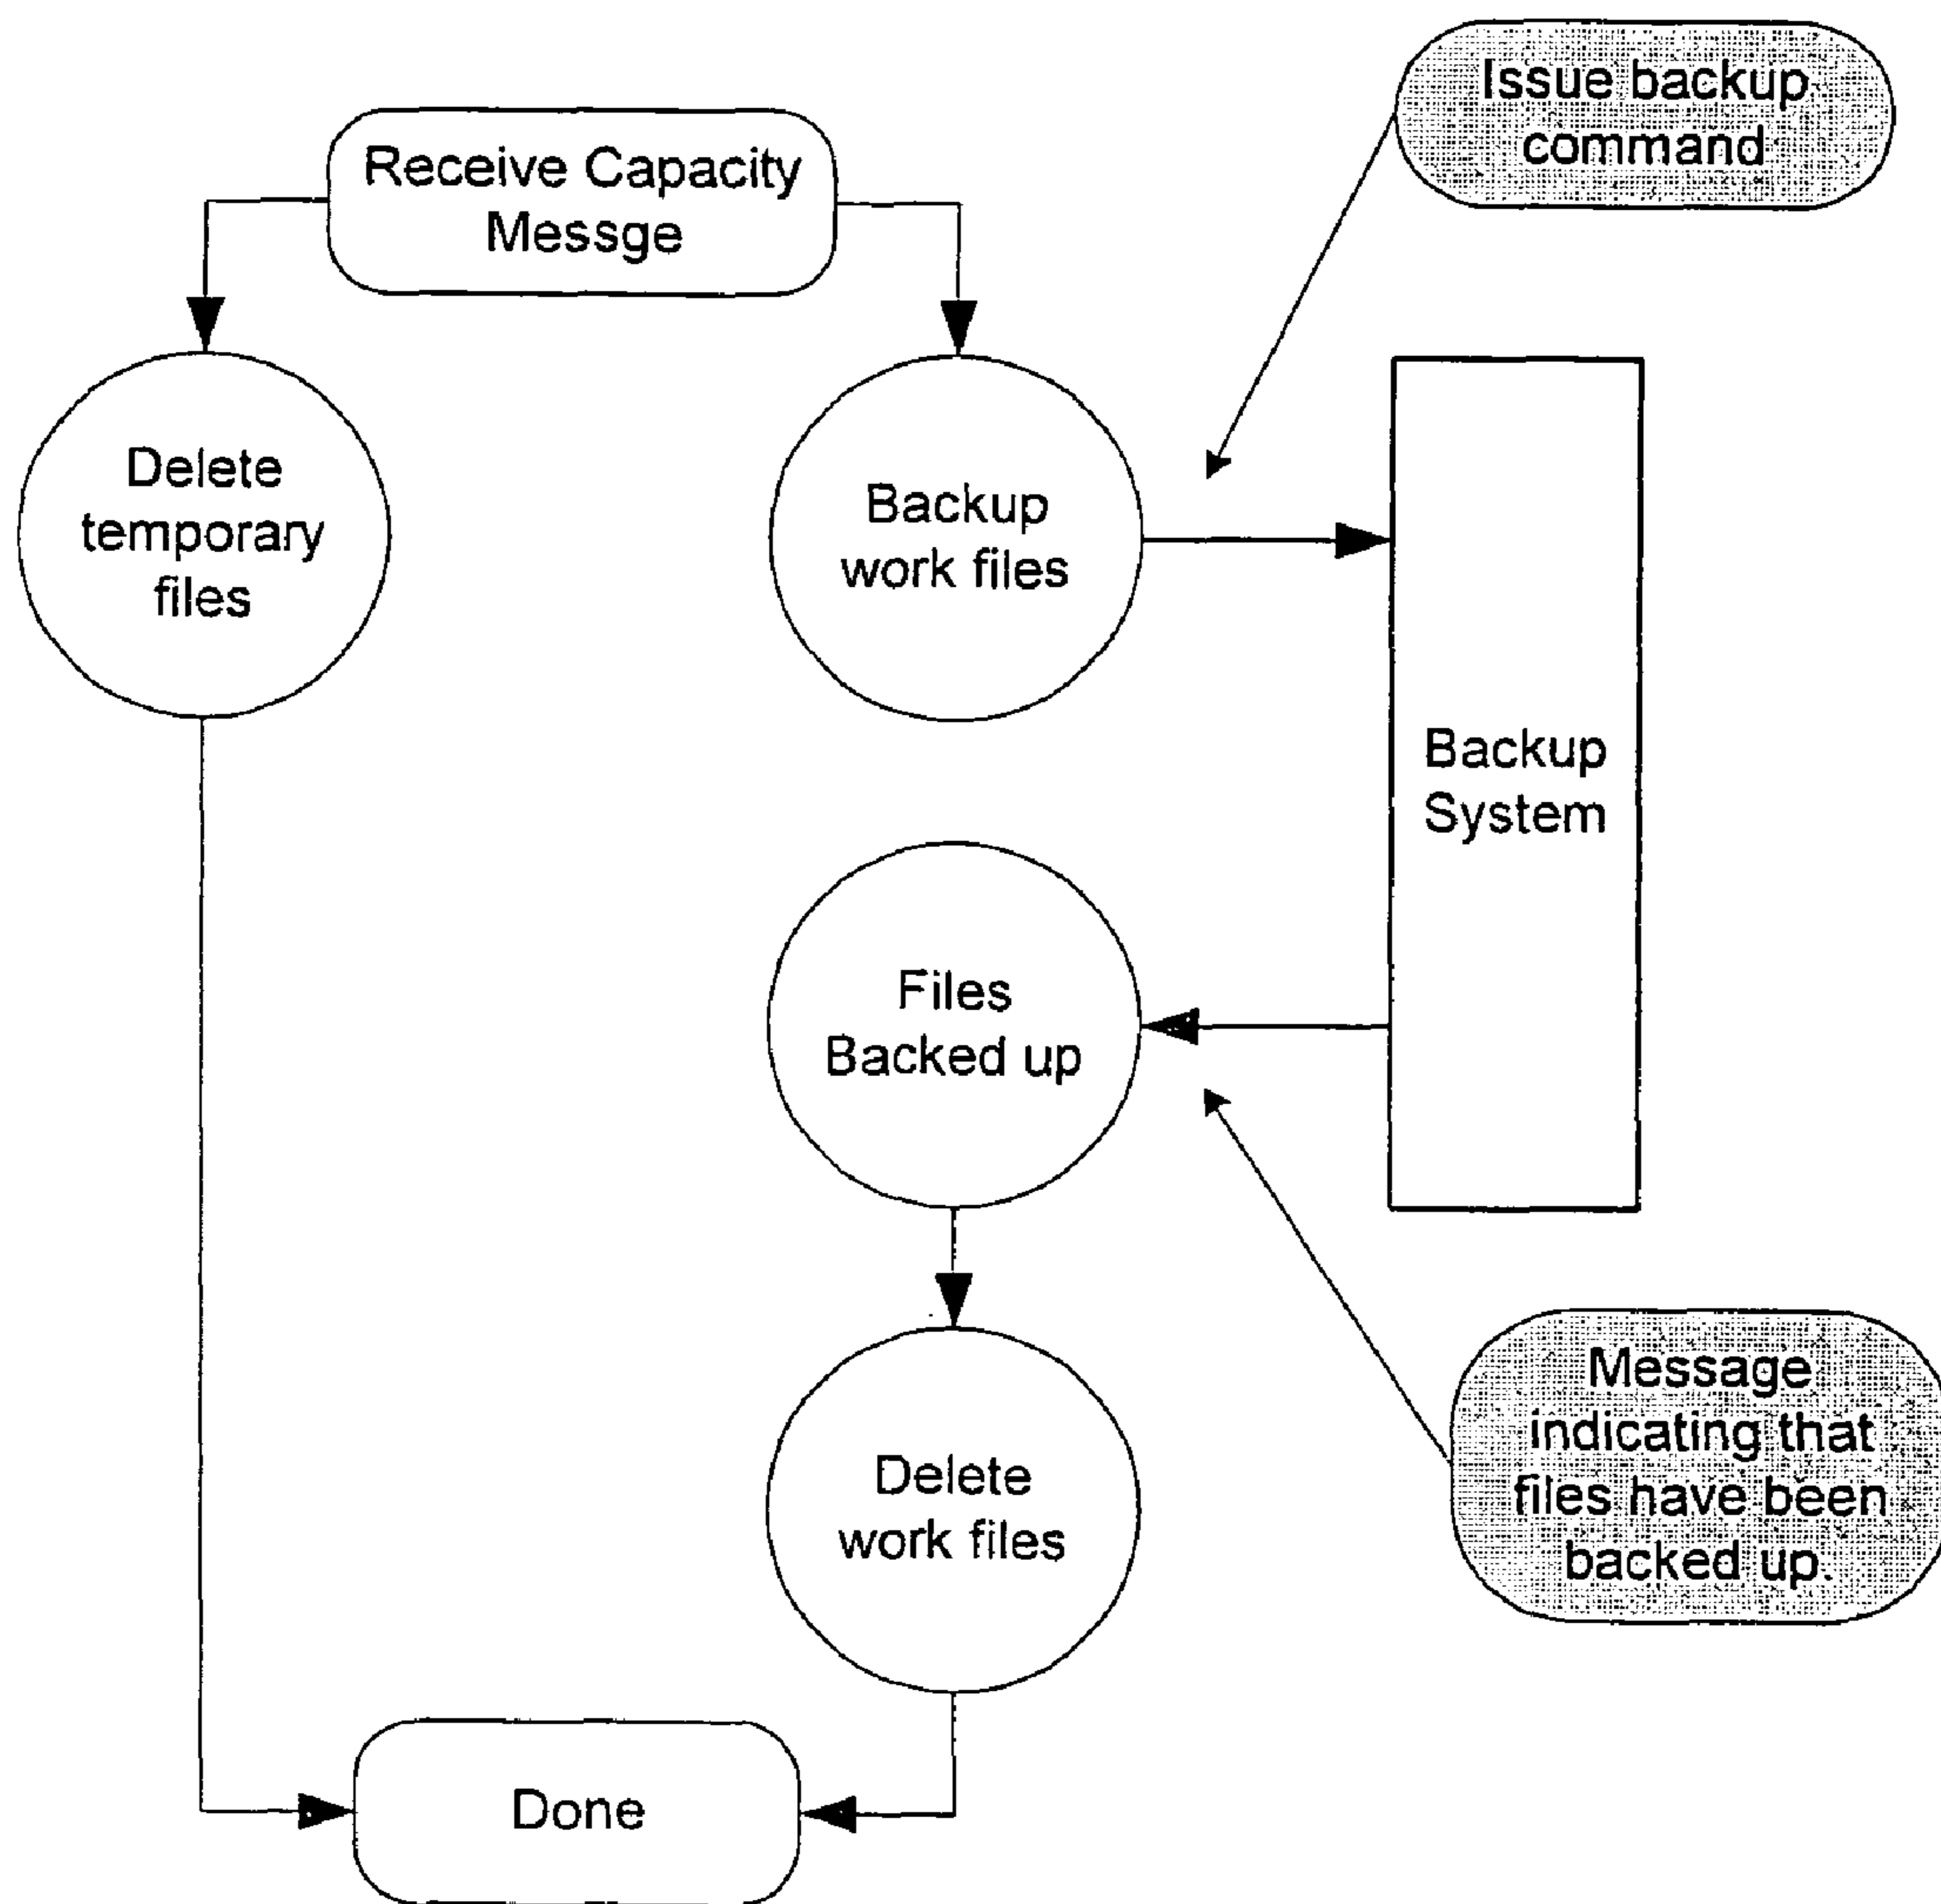 Issue backup
command
Receive Capacity
Messge
Delete
temporary
files
Backup
work files
Backup
System
Files
Backed up
Message
indicating that
files have been
backed up.
Delete
work files
Done